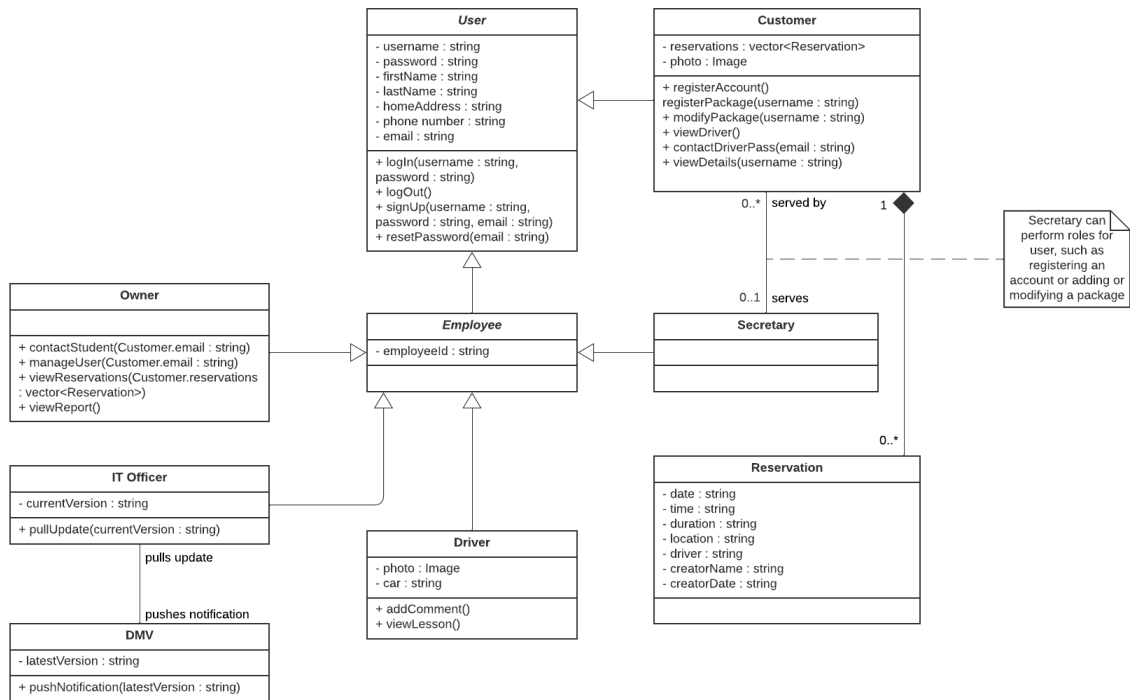 User
- username : string
- password : string
- firstName : string
- lastName : string
- homeAddress : string
- phone number : string
- email : string
+ logIn(username : string,
password : string)
+ logOut()
+ signUp(username : string,
password : string, email : string)
+ resetPassword(email : string)
Customer
- reservations : vector<Reservation>
- photo : Image
+ registerAccount()
registerPackage(username : string)
+ modifyPackage(username : string)
+ viewDriver()
+ contactDriverPass(email : string)
+ viewDetails(username : string)
0..*
served by
1
Secretary can
perform roles for
user, such as
registering an
account or adding or
modifying a package
0..1
serves
Owner
+ contactStudent(Customer.email : string)
+ manageUser(Customer.email : string)
+ viewReservations(Customer.reservations
: vector<Reservation>)
+ viewReport()
Employee
- employeeId : string
Secretary
0..*
IT Officer
- currentVersion : string
+ pullUpdate(currentVersion : string)
pulls update
pushes notification
DMV
- latestVersion : string
+ pushNotification(latestVersion : string)
Driver
- photo : Image
- car : string
+ addComment()
+ viewLesson()
Reservation
- date : string
- time : string
- duration : string
- location : string
- driver : string
- creatorName : string
- creatorDate : string